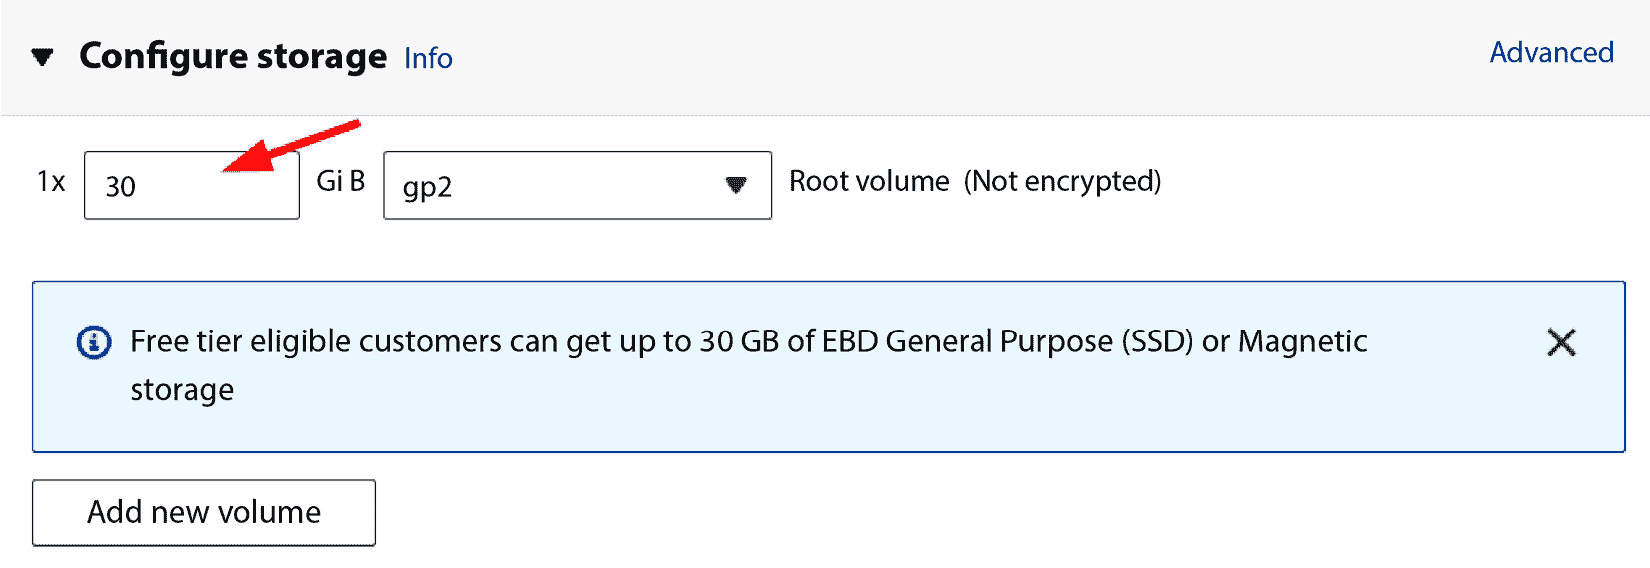 Configure storage Info Advanced
1x 30 Gi B gp2 Root volume (Not encrypted)
Free tier eligible customers can get up to 30 GB of EBD General Purpose (SSD) or Magnetic
storage
Add new volume